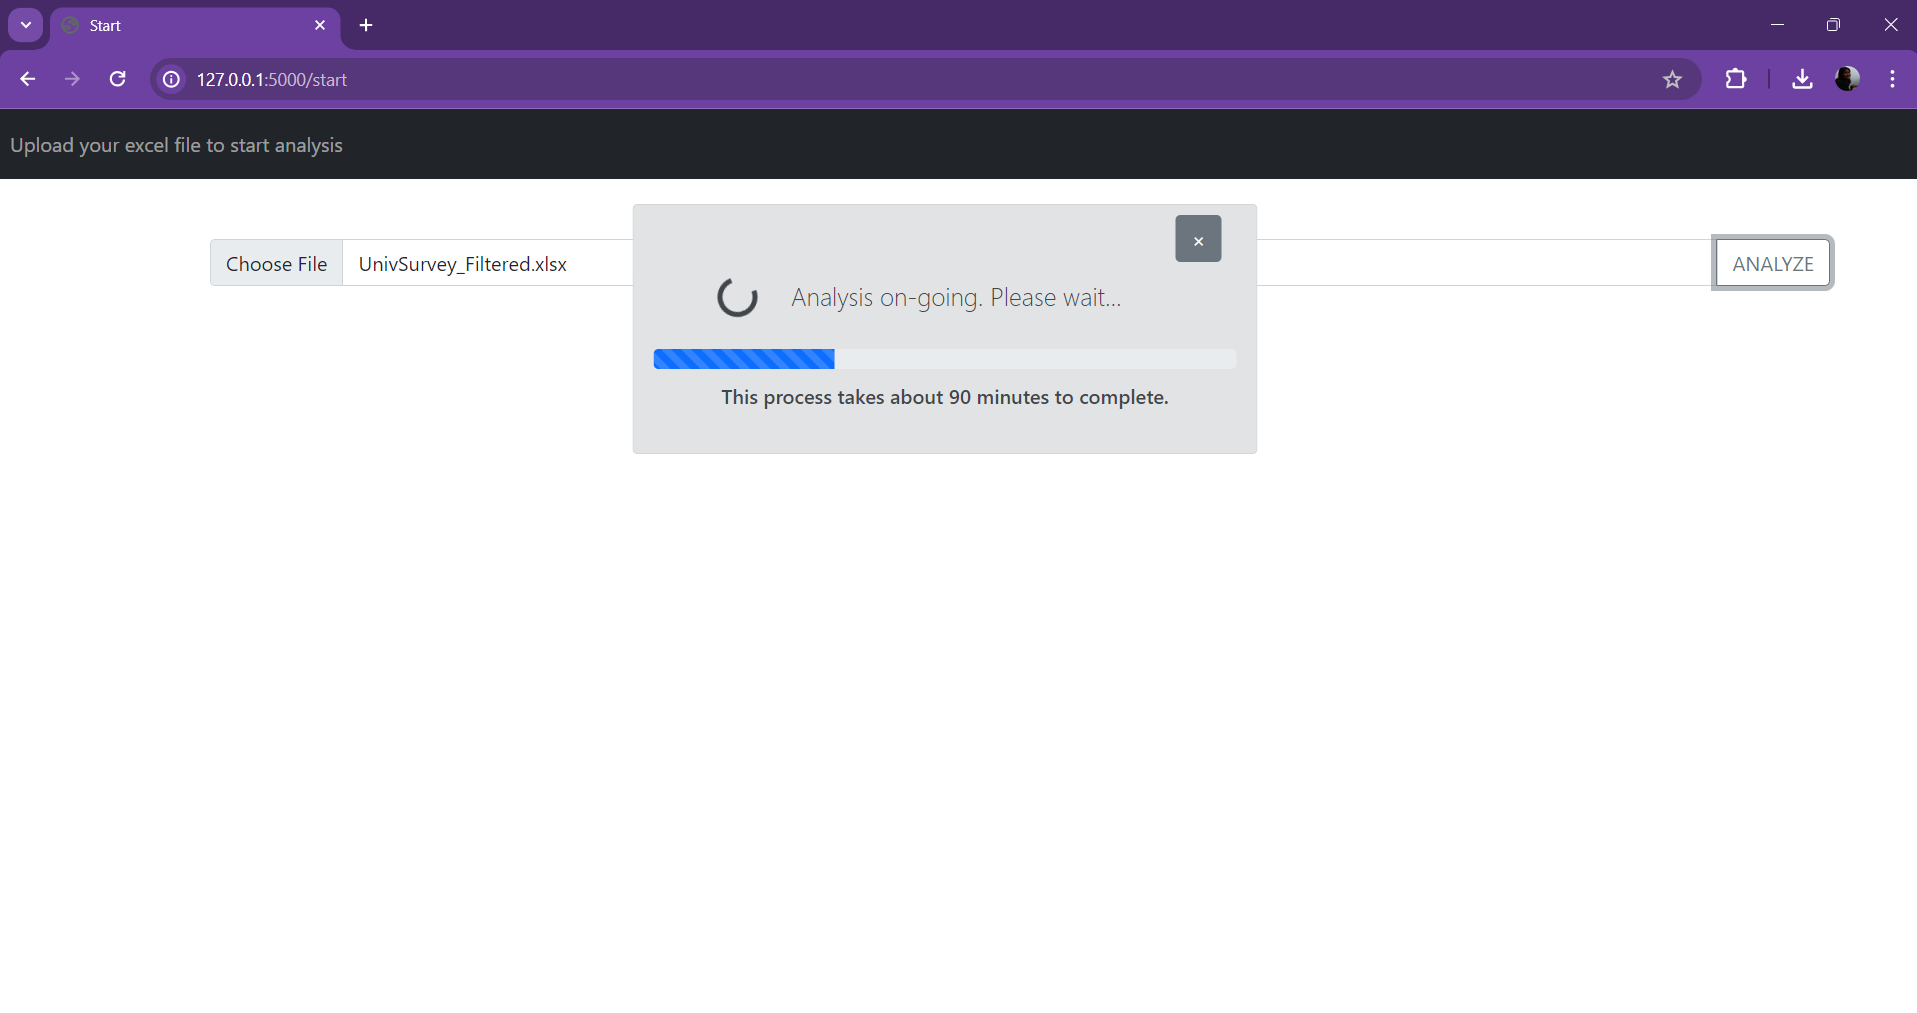 Start
127.0.0.1:5000/start
Upload your excel file to start analysis
Choose File
UnivSurvey_Filtered.xlsx
ANALYZE
Analysis on-going. Please wait...
This process takes about 90 minutes to complete.